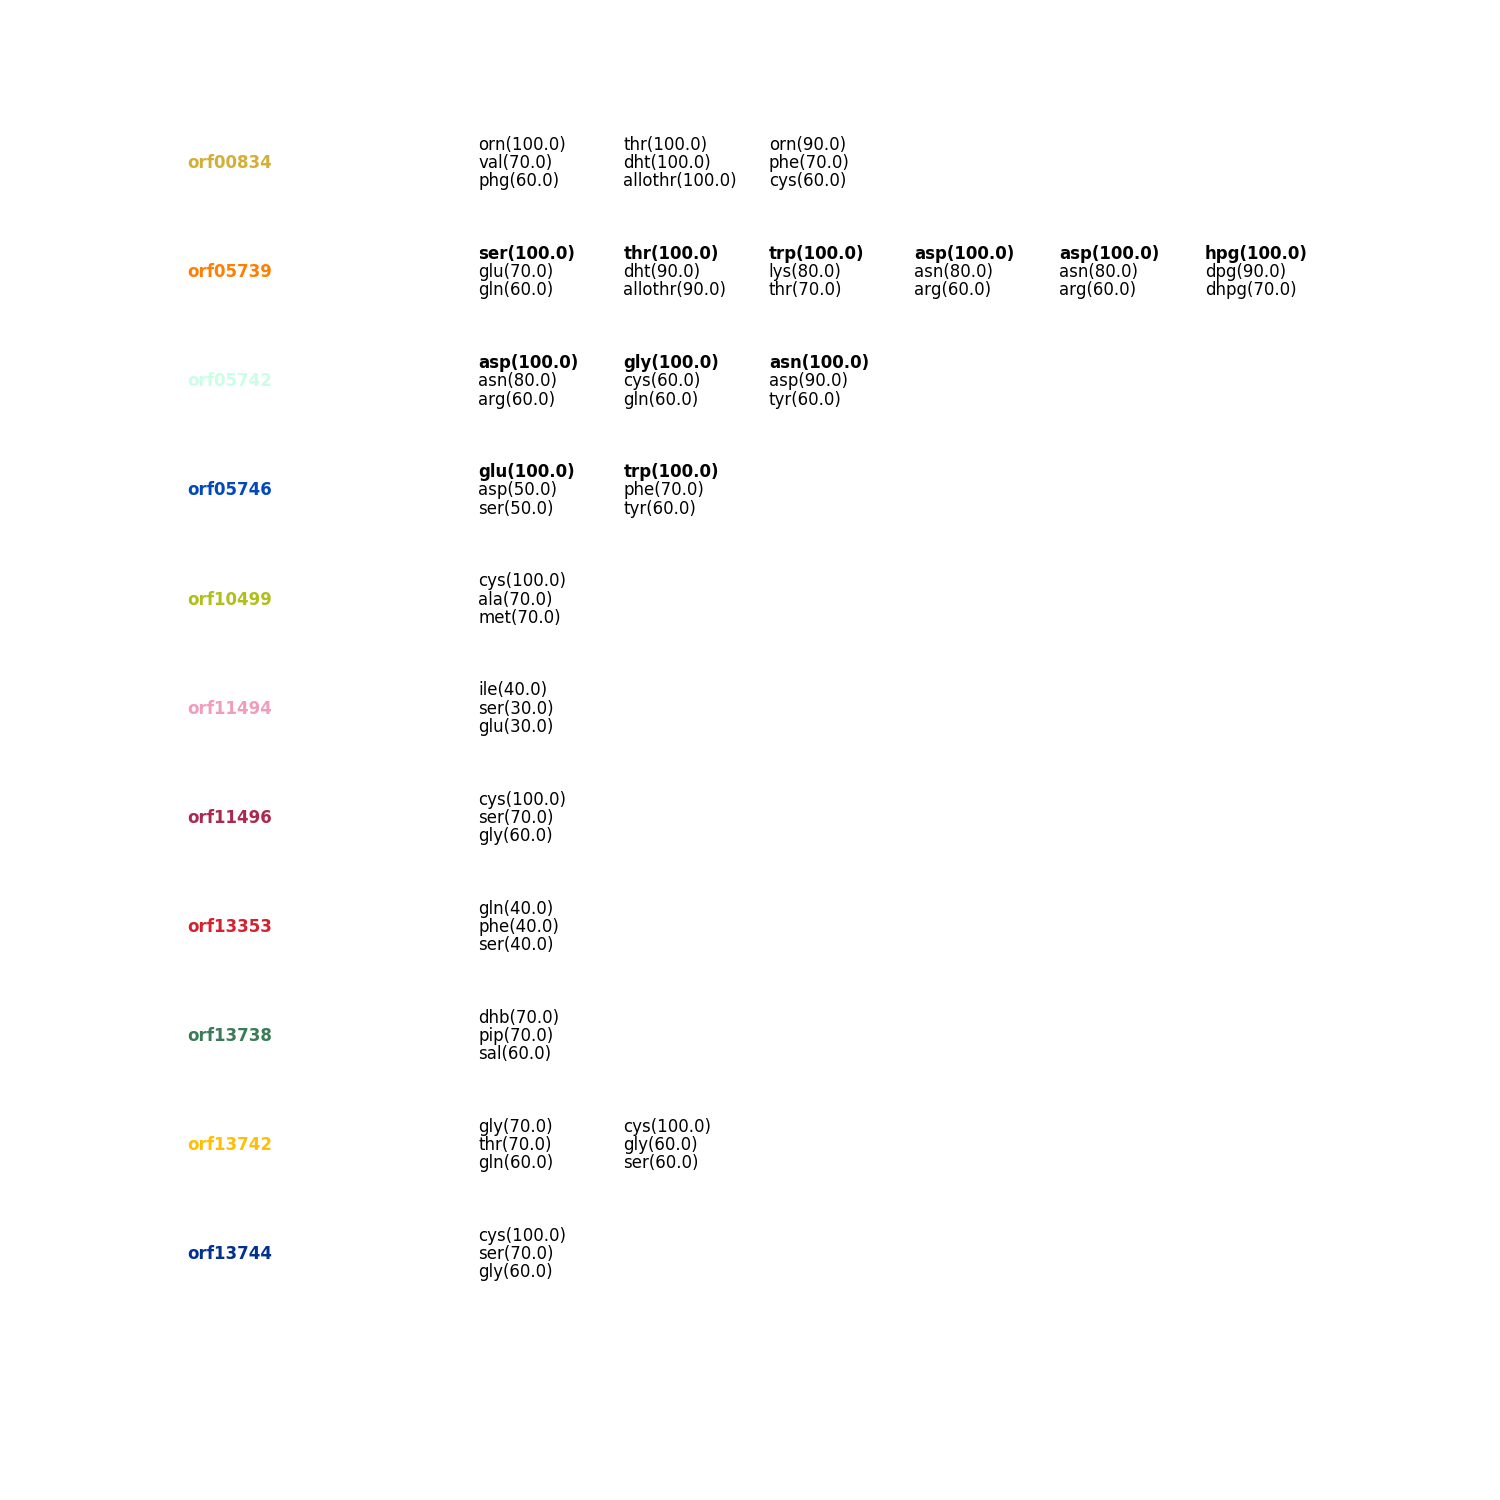 orn(100.0) thr(100.0) orn(90.0)
orf00834 val(70.0) dht(100.0) phe(70.0)
phg(60.0) allothr(100.0) cys(60.0)
ser(100.0) thr(100.0) trp(100.0) asp(100.0) asp(100.0) hpg(100.0)
orf05739 glu(70.0) dht(90.0) lys(80.0) asn(80.0) asn(80.0) dpg(90.0)
gln(60.0) allothr(90.0) thr(70.0) arg(60.0) arg(60.0) dhpg(70.0)
asp(100.0) gly(100.0) asn(100.0)
orf05742 asn(80.0) cys(60.0) asp(90.0)
arg(60.0) gln(60.0) tyr(60.0)
glu(100.0) trp(100.0)
orf05746 asp(50.0) phe(70.0)
ser(50.0) tyr(60.0)
cys(100.0)
orf10499 ala(70.0)
met(70.0)
ile(40.0)
orf11494 ser(30.0)
glu(30.0)
cys(100.0)
orf11496 ser(70.0)
gly(60.0)
gln(40.0)
orf13353 phe(40.0)
ser(40.0)
dhb(70.0)
orf13738 pip(70.0)
sal(60.0)
gly(70.0) cys(100.0)
orf13742 thr(70.0) gly(60.0)
gln(60.0) ser(60.0)
cys(100.0)
orf13744 ser(70.0)
gly(60.0)